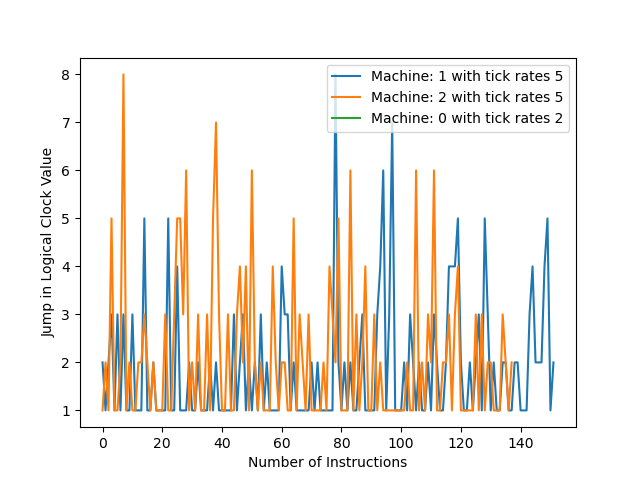 Machine: 1 with tick rates 5
Machine: 2 with tick rates 5
Machine: 0 with tick rates 2
8
7
6
5
4
3
2
1
Jump in Logical Clock Value
0 20 40 60 80 100 120 140
Number of Instructions